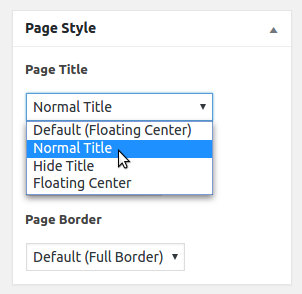 Page Style
Page Title
Normal Title
Default (Floating Center)
Normal Title
Hide Title
Floating Center
Page Border
Default (Full Border)